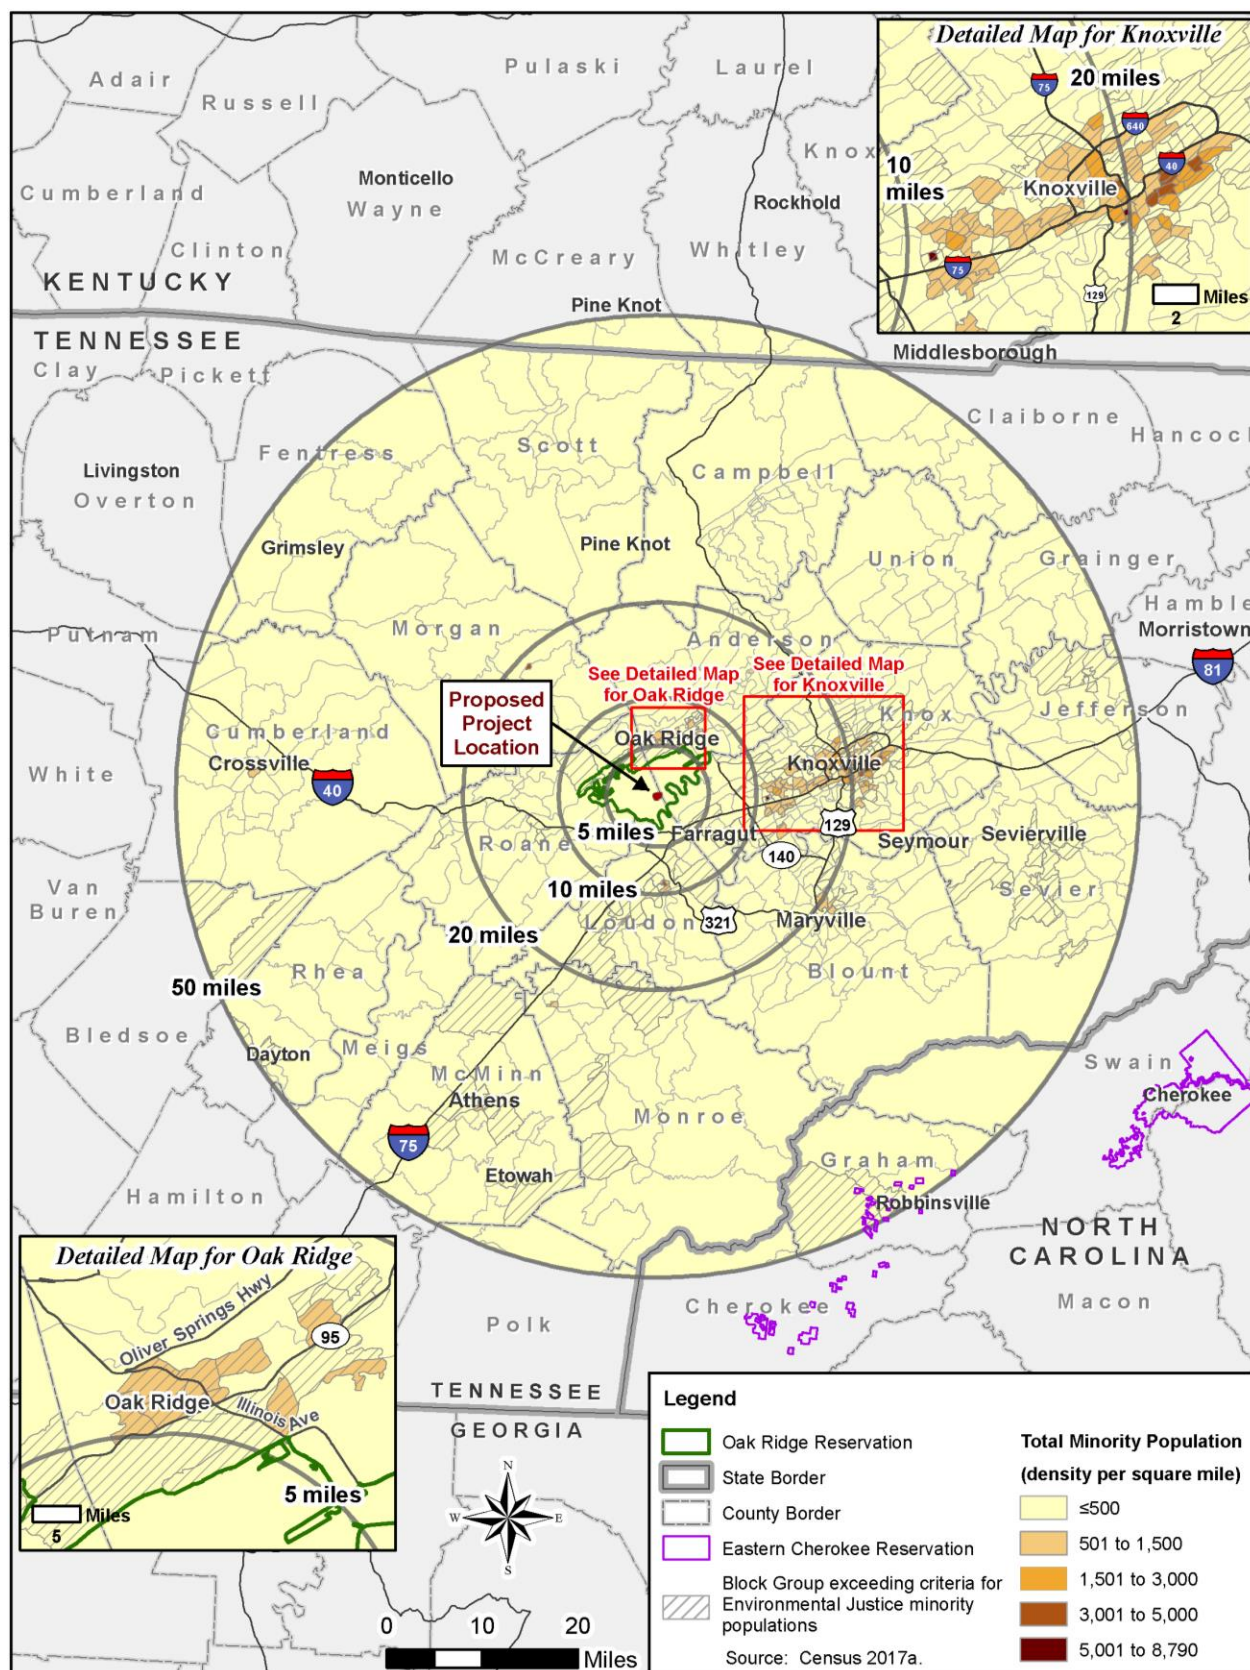 Detailed Map for Knoxville
20 miles
75
640
10
miles
40
Knoxville
75
129
Miles
2
Adair
Pulaski
Laurel
Russell
Knox
Cumberland
Monticello
Wayne
Rockhold
Clinton
McCreary
Whitley
KENTUCKY
Pine Knot
TENNESSEE
Middlesborough
Clay
Pickett
Claiborne
Hancock
Fentress
Scott
Campbell
Livingston
Overton
Grimsley
Pine Knot
Union
Grainger
Hamble
Morristown
Putnam
Morgan
Anderson
81
See Detailed Map
for Oak Ridge
See Detailed Map
for Knoxville
Proposed
Project
Location
Knox
Jefferson
Cumberland
Oak Ridge
Crossville
Knoxville
White
40
5 miles
Farragut
129
Seymour
Sevierville
Roane
140
Van
Buren
10 miles
Sevier
Loudon
321
Maryville
20 miles
Rhea
Blount
50 miles
Bledsoe
Dayton
Meigs
McMinn
Athens
Swain
Cherokee
Monroe
75
Graham
Etowah
Robbinsville
Hamilton
NORTH
CAROLINA
Cherokee
Macon
Polk
TENNESSEE
GEORGIA
Detailed Map for Oak Ridge
Oliver Springs Hwy
95
Oak Ridge
Illinois Ave
5 miles
Miles
5
N
W
E
S
0 10 20
Miles
Legend
Oak Ridge Reservation
State Border
County Border
Eastern Cherokee Reservation
Block Group exceeding criteria for
Environmental Justice minority
populations
Source: Census 2017a.
Total Minority Population
(density per square mile)
≤500
501 to 1,500
1,501 to 3,000
3,001 to 5,000
5,001 to 8,790